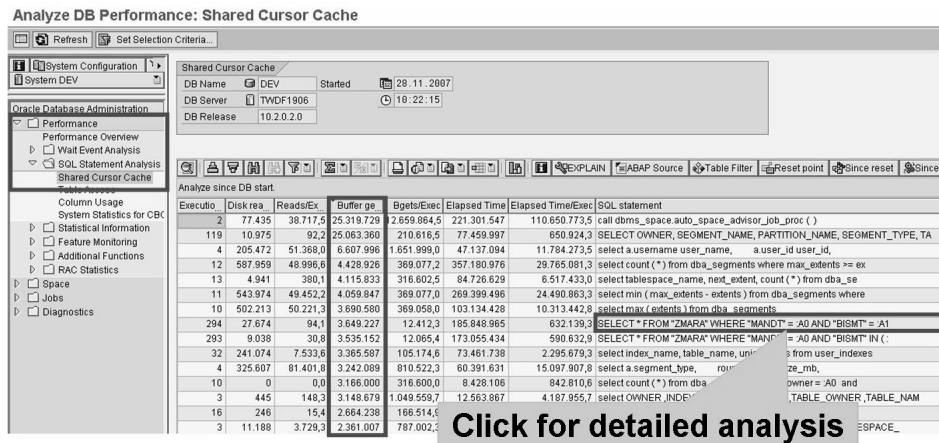 Analyze DB Performance: Shared Cursor Cache
Refresh Set Selection Criteria...
System Configuration
System DEV
Oracle Database Administration
Performance
Performance Overview
Wait Event Analysis
SQL Statement Analysis
Shared Cursor Cache
Table Access
Column Usage
System Statistics for CBO
Statistical Information
Feature Monitoring
Additional Functions
RAC Statistics
Space
Jobs
Diagnostics
Shared Cursor Cache
DB Name DEV Started 28.11.2007
DB Server TWDF1906 10:22:15
DB Release 10.2.0.2.0
EXPLAIN ABAP Source Table Filter Reset point Since reset Since
Analyze since DB start.
Executio Disk rea Reads/Ex Buffer ge Bgets/Exec Elapsed Time Elapsed Time/Exec SQL statement
2 77.435 38.717,5 25.319.729 12.659.864,5 221.301.547 110.650.773,5 call dbms_space.auto_space_advisor_job_proc ( )
119 10.975 92,2 25.063.360 210.616,5 77.459.997 650.924,3 SELECT OWNER, SEGMENT_NAME, PARTITION_NAME, SEGMENT_TYPE, TA
4 205.472 51.368,0 6.607.996 1.651.999,0 47.137.094 11.784.273,5 select a.username user_name, a.user_id user_id,
12 587.959 48.996,6 4.428.926 369.077,2 357.180.976 29.765.081,3 select count ( * ) from dba_segments where max_extents >= ex
13 4.941 380,1 4.115.833 316.602,5 84.726.629 6.517.433,0 select tablespace_name, next_extent, count ( * ) from dba_se
11 543.974 49.452,2 4.059.847 369.077,0 269.399.496 24.490.863,3 select min ( max_extents - extents ) from dba_segments where
10 502.213 50.221,3 3.690.580 369.058,0 103.134.428 10.313.442,8 select max ( extents ) from dba_segments
294 27.674 94,1 3.649.227 12.412,3 185.848.965 632.139,3 SELECT * FROM "ZMARA" WHERE "MANDT" = :A0 AND "BISMT" = :A1
293 9.038 30,8 3.535.152 12.065,4 173.055.434 590.632,9 SELECT * FROM "ZMARA" WHERE "MANDT" = :A0 AND "BISMT" IN ( :
32 241.074 7.533,6 3.365.587 105.174,6 73.461.738 2.295.679,3 select index_name, table_name, from user_indexes
4 325.607 81.401,8 3.242.089 810.522,3 60.391.631 15.097.907,8 select a.segment_type,
10 0 0,0 3.166.000 316.600,0 8.428.106 842.810,6 select count ( * ) from dba = :A0 and
3 445 148,3 3.148.679 1.049.559,7 12.563.867 4.187.955,7 select OWNER ,TABLE_OWNER ,TABLE_NAM
16 246 15,4 2.664.238 166.514,9
3 11.188 3.729,3 2.361.007 787.002,3
Click for detailed analysis